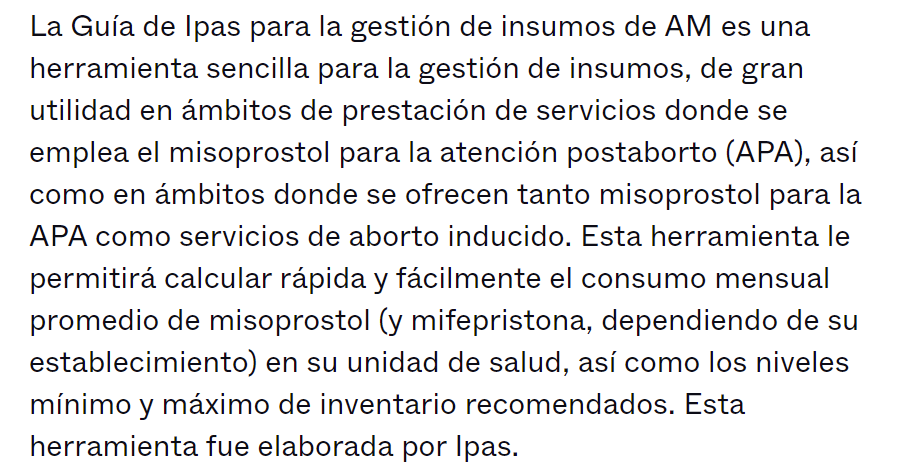 La Guía de Ipas para la gestión de insumos de AM es una
herramienta sencilla para la gestión de insumos, de gran
utilidad en ámbitos de prestación de servicios donde se
emplea el misoprostol para la atención postaborto (APA), así
como en ámbitos donde se ofrecen tanto misoprostol para la
APA como servicios de aborto inducido. Esta herramienta le
permitirá calcular rápida y fácilmente el consumo mensual
promedio de misoprostol (y mifepristona, dependiendo de su
establecimiento) en su unidad de salud, así como los niveles
mínimo y máximo de inventario recomendados. Esta
herramienta fue elaborada por Ipas.